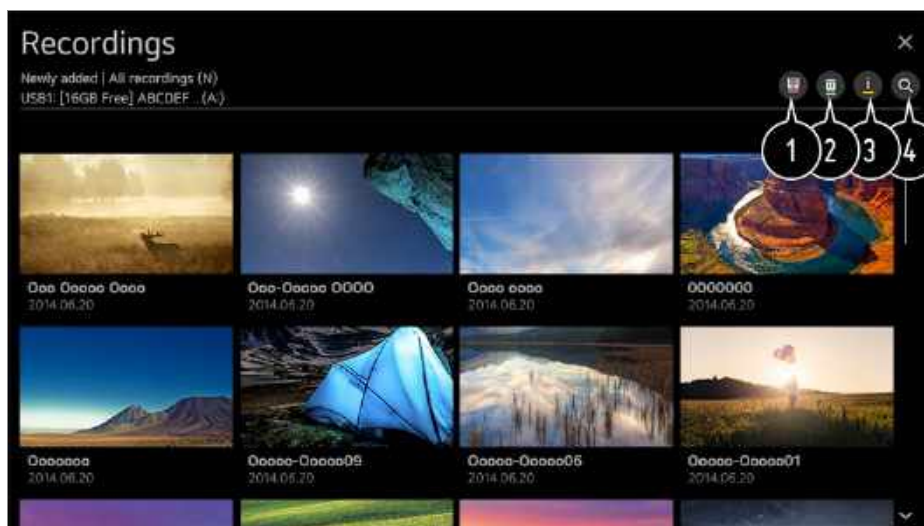 Recordings
Newly added | All recordings (N)
USB1: [16GB Free] ABCDEF ..(A:)
1 2 3 4
Ooo Ooooo Oooo
2014.06.20
Ooo-Ooooo OOOO
2014.06.20
Oooo oooo
2014.06.20
OOOOOOO
2014.06.20
Ooooooo
2014.06.20
Ooooo-Ooooo09
2014.06.20
Ooooo-Ooooo06
2014.06.20
Ooooo-Ooooo01
2014.06.20